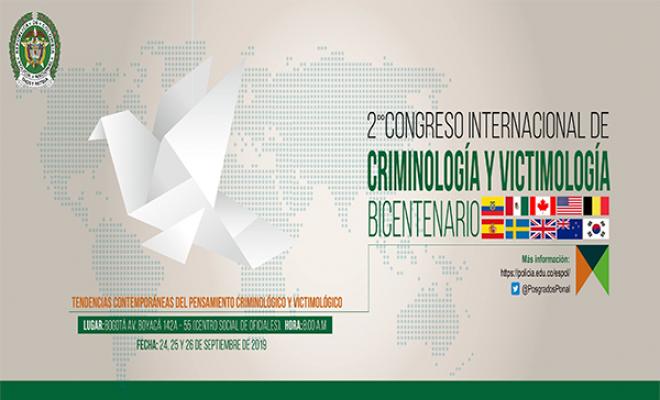 2do CONGRESO INTERNACIONAL DE
CRIMINOLOGÍA Y VICTIMOLOGÍA
BICENTENARIO
Más información:
https://policia.edu.co/espol/
@PosgradosPonal
TENDENCIAS CONTEMPORÁNEAS DEL PENSAMIENTO CRIMINOLÓGICO Y VICTIMOLÓGICO
LUGAR: BOGOTÁ AV. BOYACÁ 142A - 55 (CENTRO SOCIAL DE OFICIALES). HORA: 8:00 A.M
FECHA: 24, 25 Y 26 DE SEPTIEMBRE DE 2019